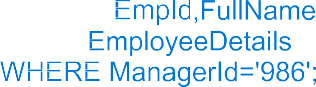 EmpId,FullName
EmployeeDetails
WHERE ManagerId='986';